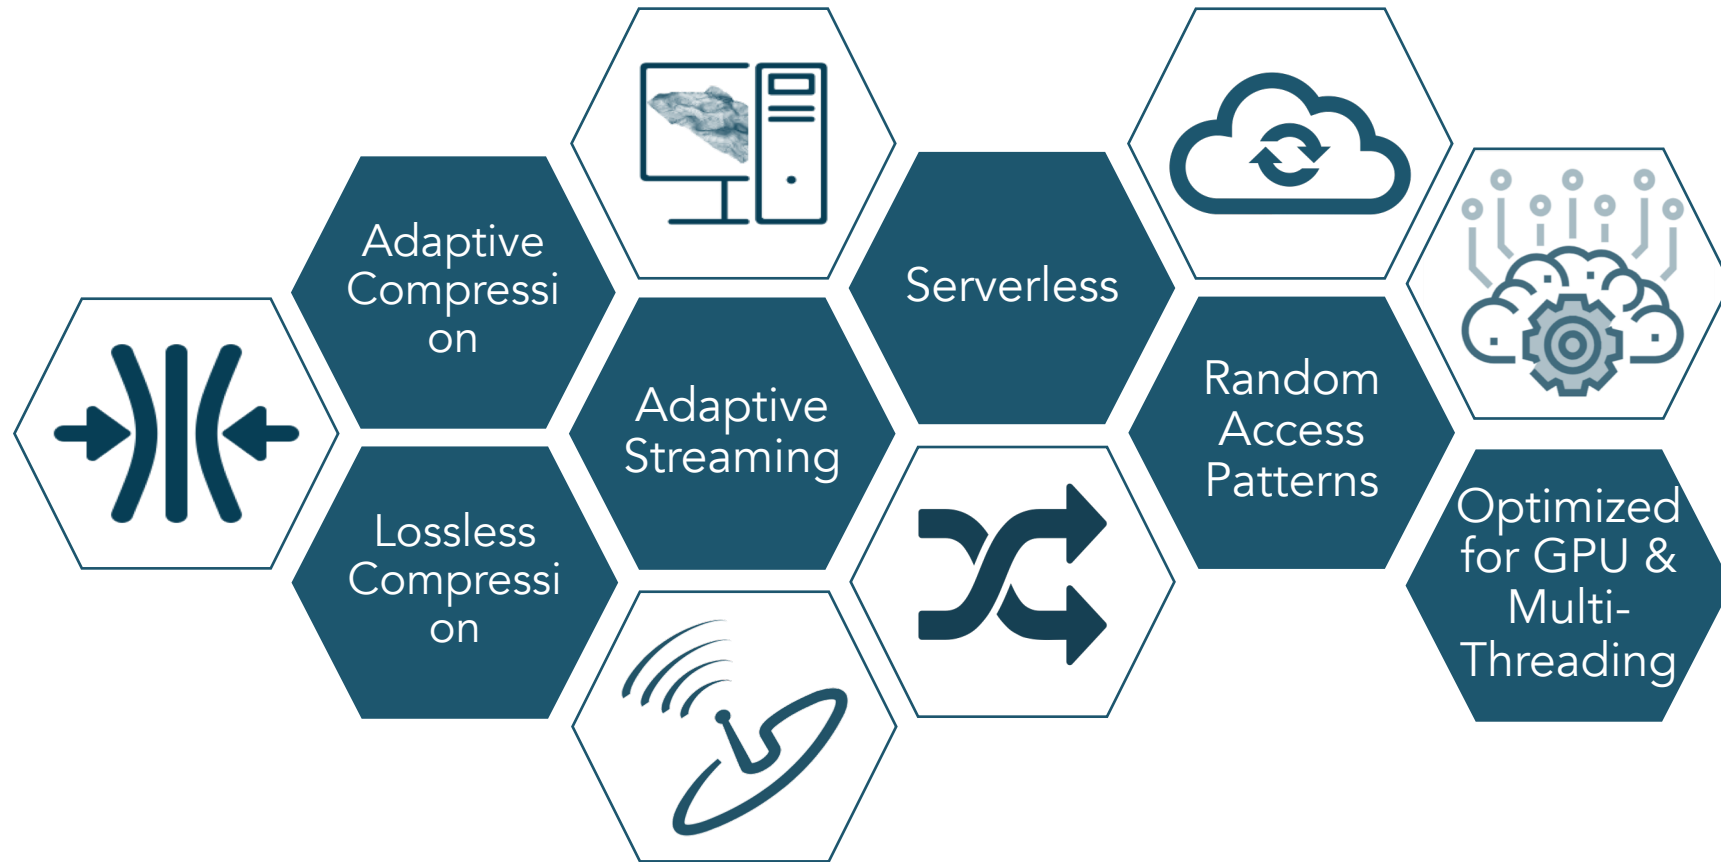 Adaptive
Compressi
on
Lossless
Compressi
on
Adaptive
Streaming
Serverless
Random
Access
Patterns
Optimized
for GPU &
Multi-
Threading